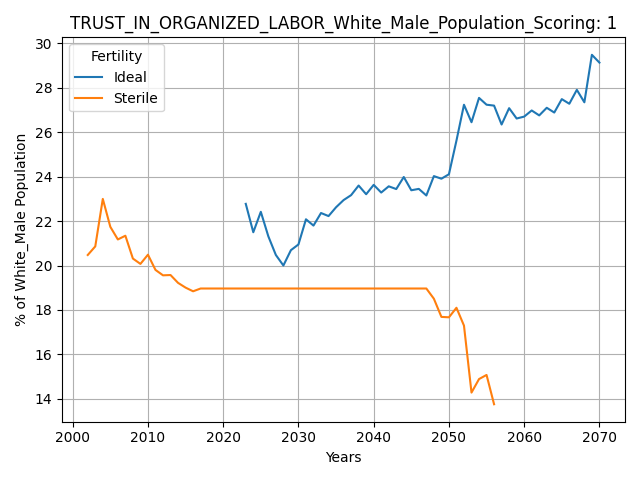 TRUST_IN_ORGANIZED_LABOR_White_Male_Population_Scoring: 1
Fertility
Ideal
Sterile
% of White_Male Population
30
28
26
24
22
20
18
16
14
2000 2010 2020 2030 2040 2050 2060 2070
Years